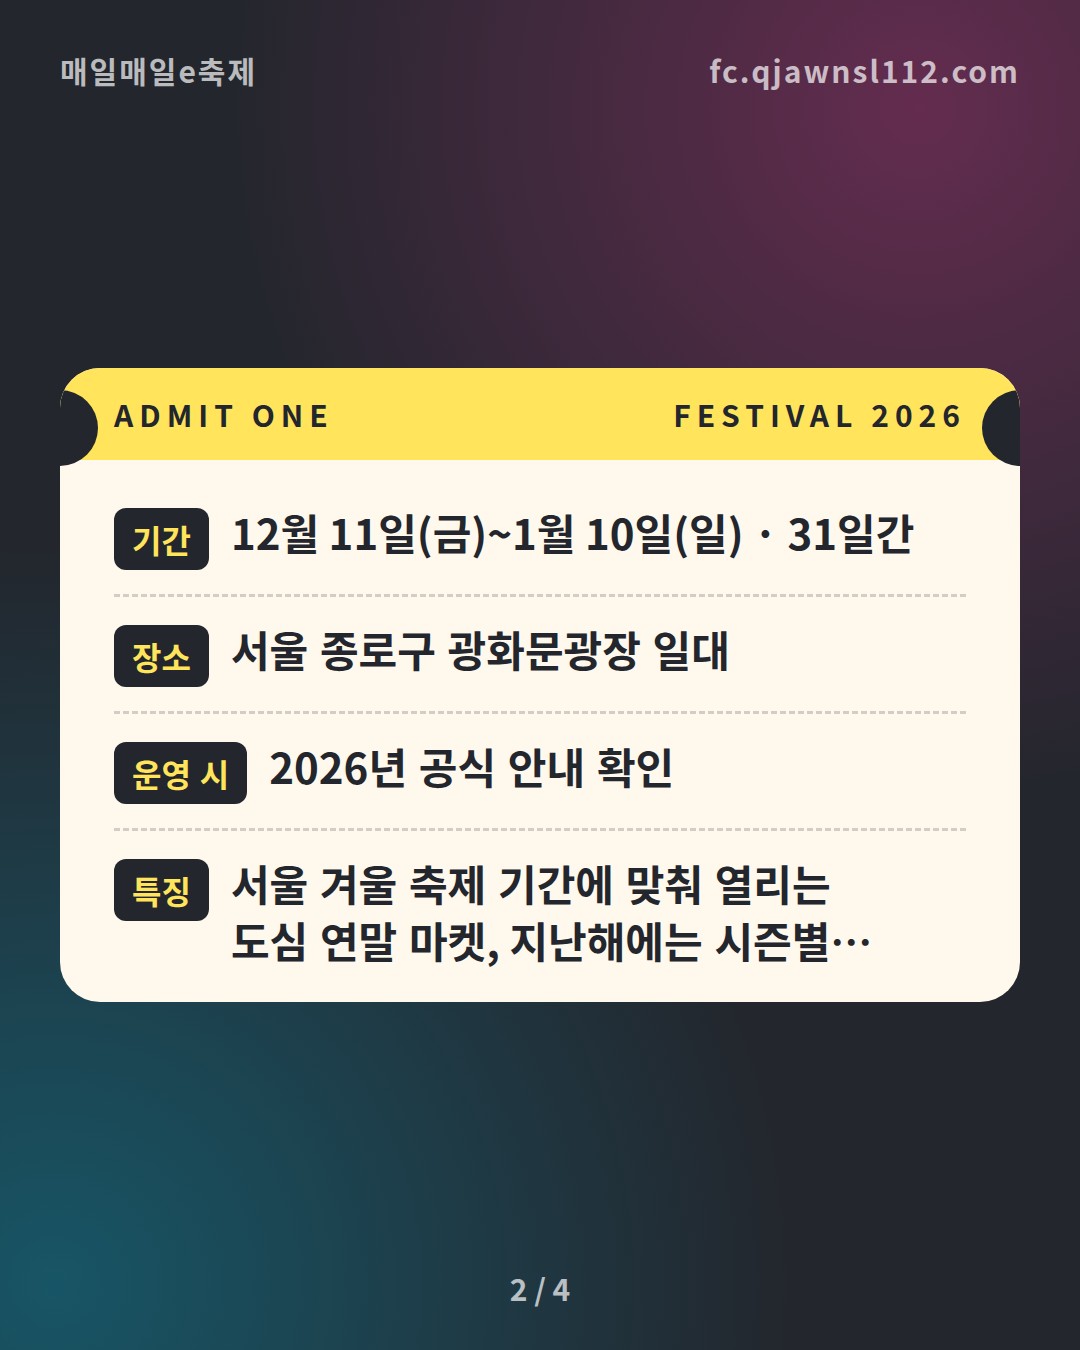 매일매일e축제
fc.qjawnsl112.com
ADMIT ONE
FESTIVAL 2026
기간 12월 11일(금)~1월 10일(일) · 31일간
장소 서울 종로구 광화문광장 일대
운영 시 2026년 공식 안내 확인
특징 서울 겨울 축제 기간에 맞춰 열리는
도심 연말 마켓, 지난해에는 시즌별…
2 / 4